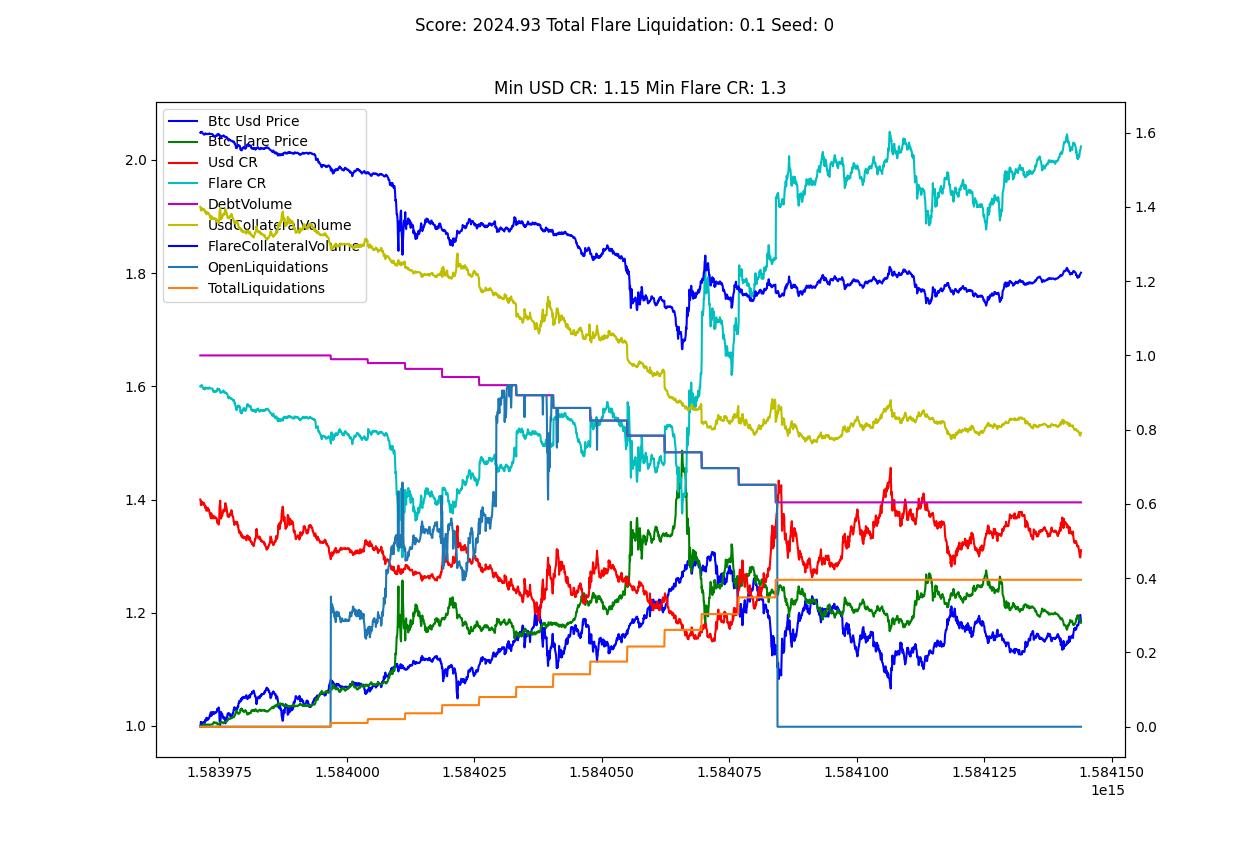 Score: 2024.93 Total Flare Liquidation: 0.1 Seed: 0
Min USD CR: 1.15 Min Flare CR: 1.3
Btc Usd Price
Btc Flare Price
Usd CR
Flare CR
DebtVolume
UsdCollateralVolume
FlareCollateralVolume
OpenLiquidations
TotalLiquidations
2.0
1.8
1.6
1.4
1.2
1.0
1.6
1.4
1.2
1.0
0.8
0.6
0.4
0.2
0.0
1.583975 1.584000 1.584025 1.584050 1.584075 1.584100 1.584125 1.584150
1e15